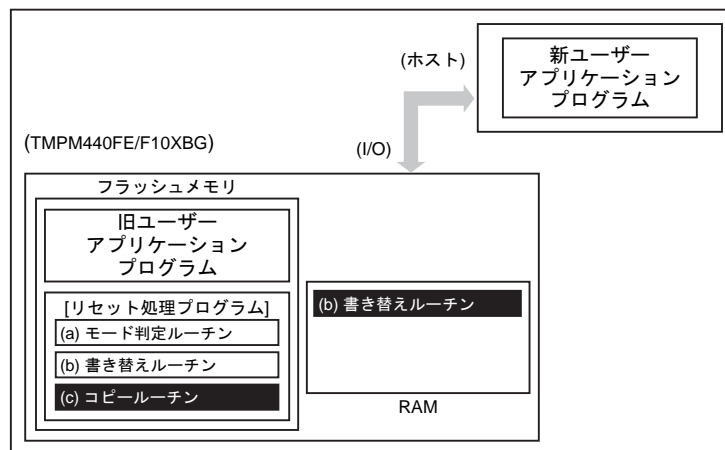 (ホスト)
新ユーザー
アプリケーション
プログラム
(TMPM440FE/F10XBG)
(I/O)
フラッシュメモリ
旧ユーザー
アプリケーション
プログラム
[リセット処理プログラム]
(a) モード判定ルーチン
(b) 書き替えルーチン
(c) コピールーチン
(b) 書き替えルーチン
RAM